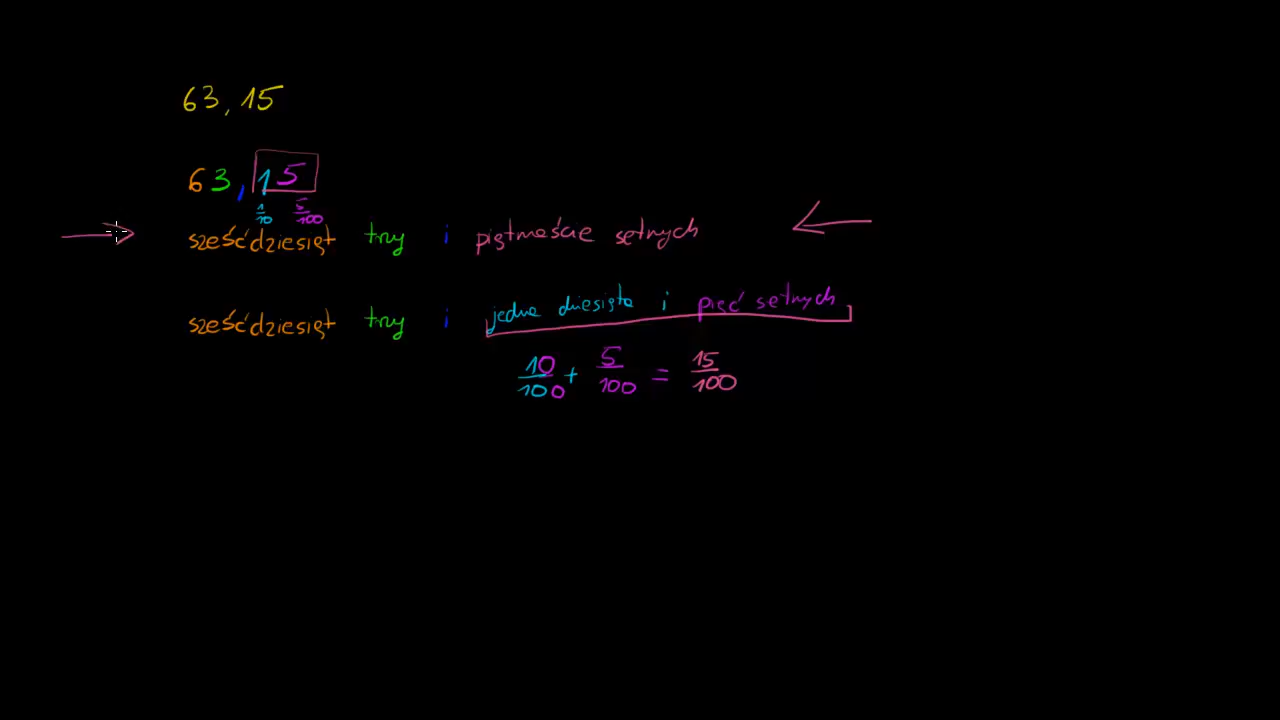 63,15
63,15
1/10 5/100
sześćdziesiąt trzy i piętnaście setnych
sześćdziesiąt trzy i jedna dziesiąta i pięć setnych
10/100 + 5/100 = 15/100